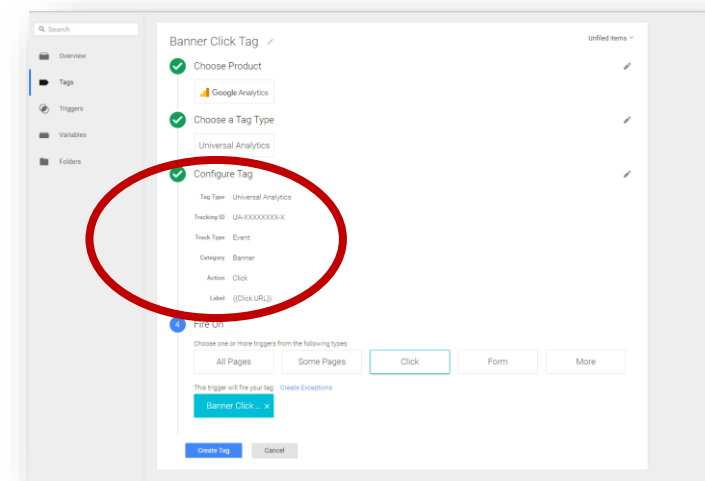 Search
Overview
Tags
Triggers
Variables
Folders
Banner Click Tag
Unfiled items
Choose Product
Google Analytics
Choose a Tag Type
Universal Analytics
Configure Tag
Tag Type Universal Analytics
Tracking ID UA-XXXXXXXX-X
Track Type Event
Category Banner
Action Click
Label {{Click URL}}
4 Fire On
Choose one or more triggers from the following types.
All Pages Some Pages Click Form More
This trigger will fire your tag: Create Exceptions
Banner Click ... ×
Create Tag Cancel